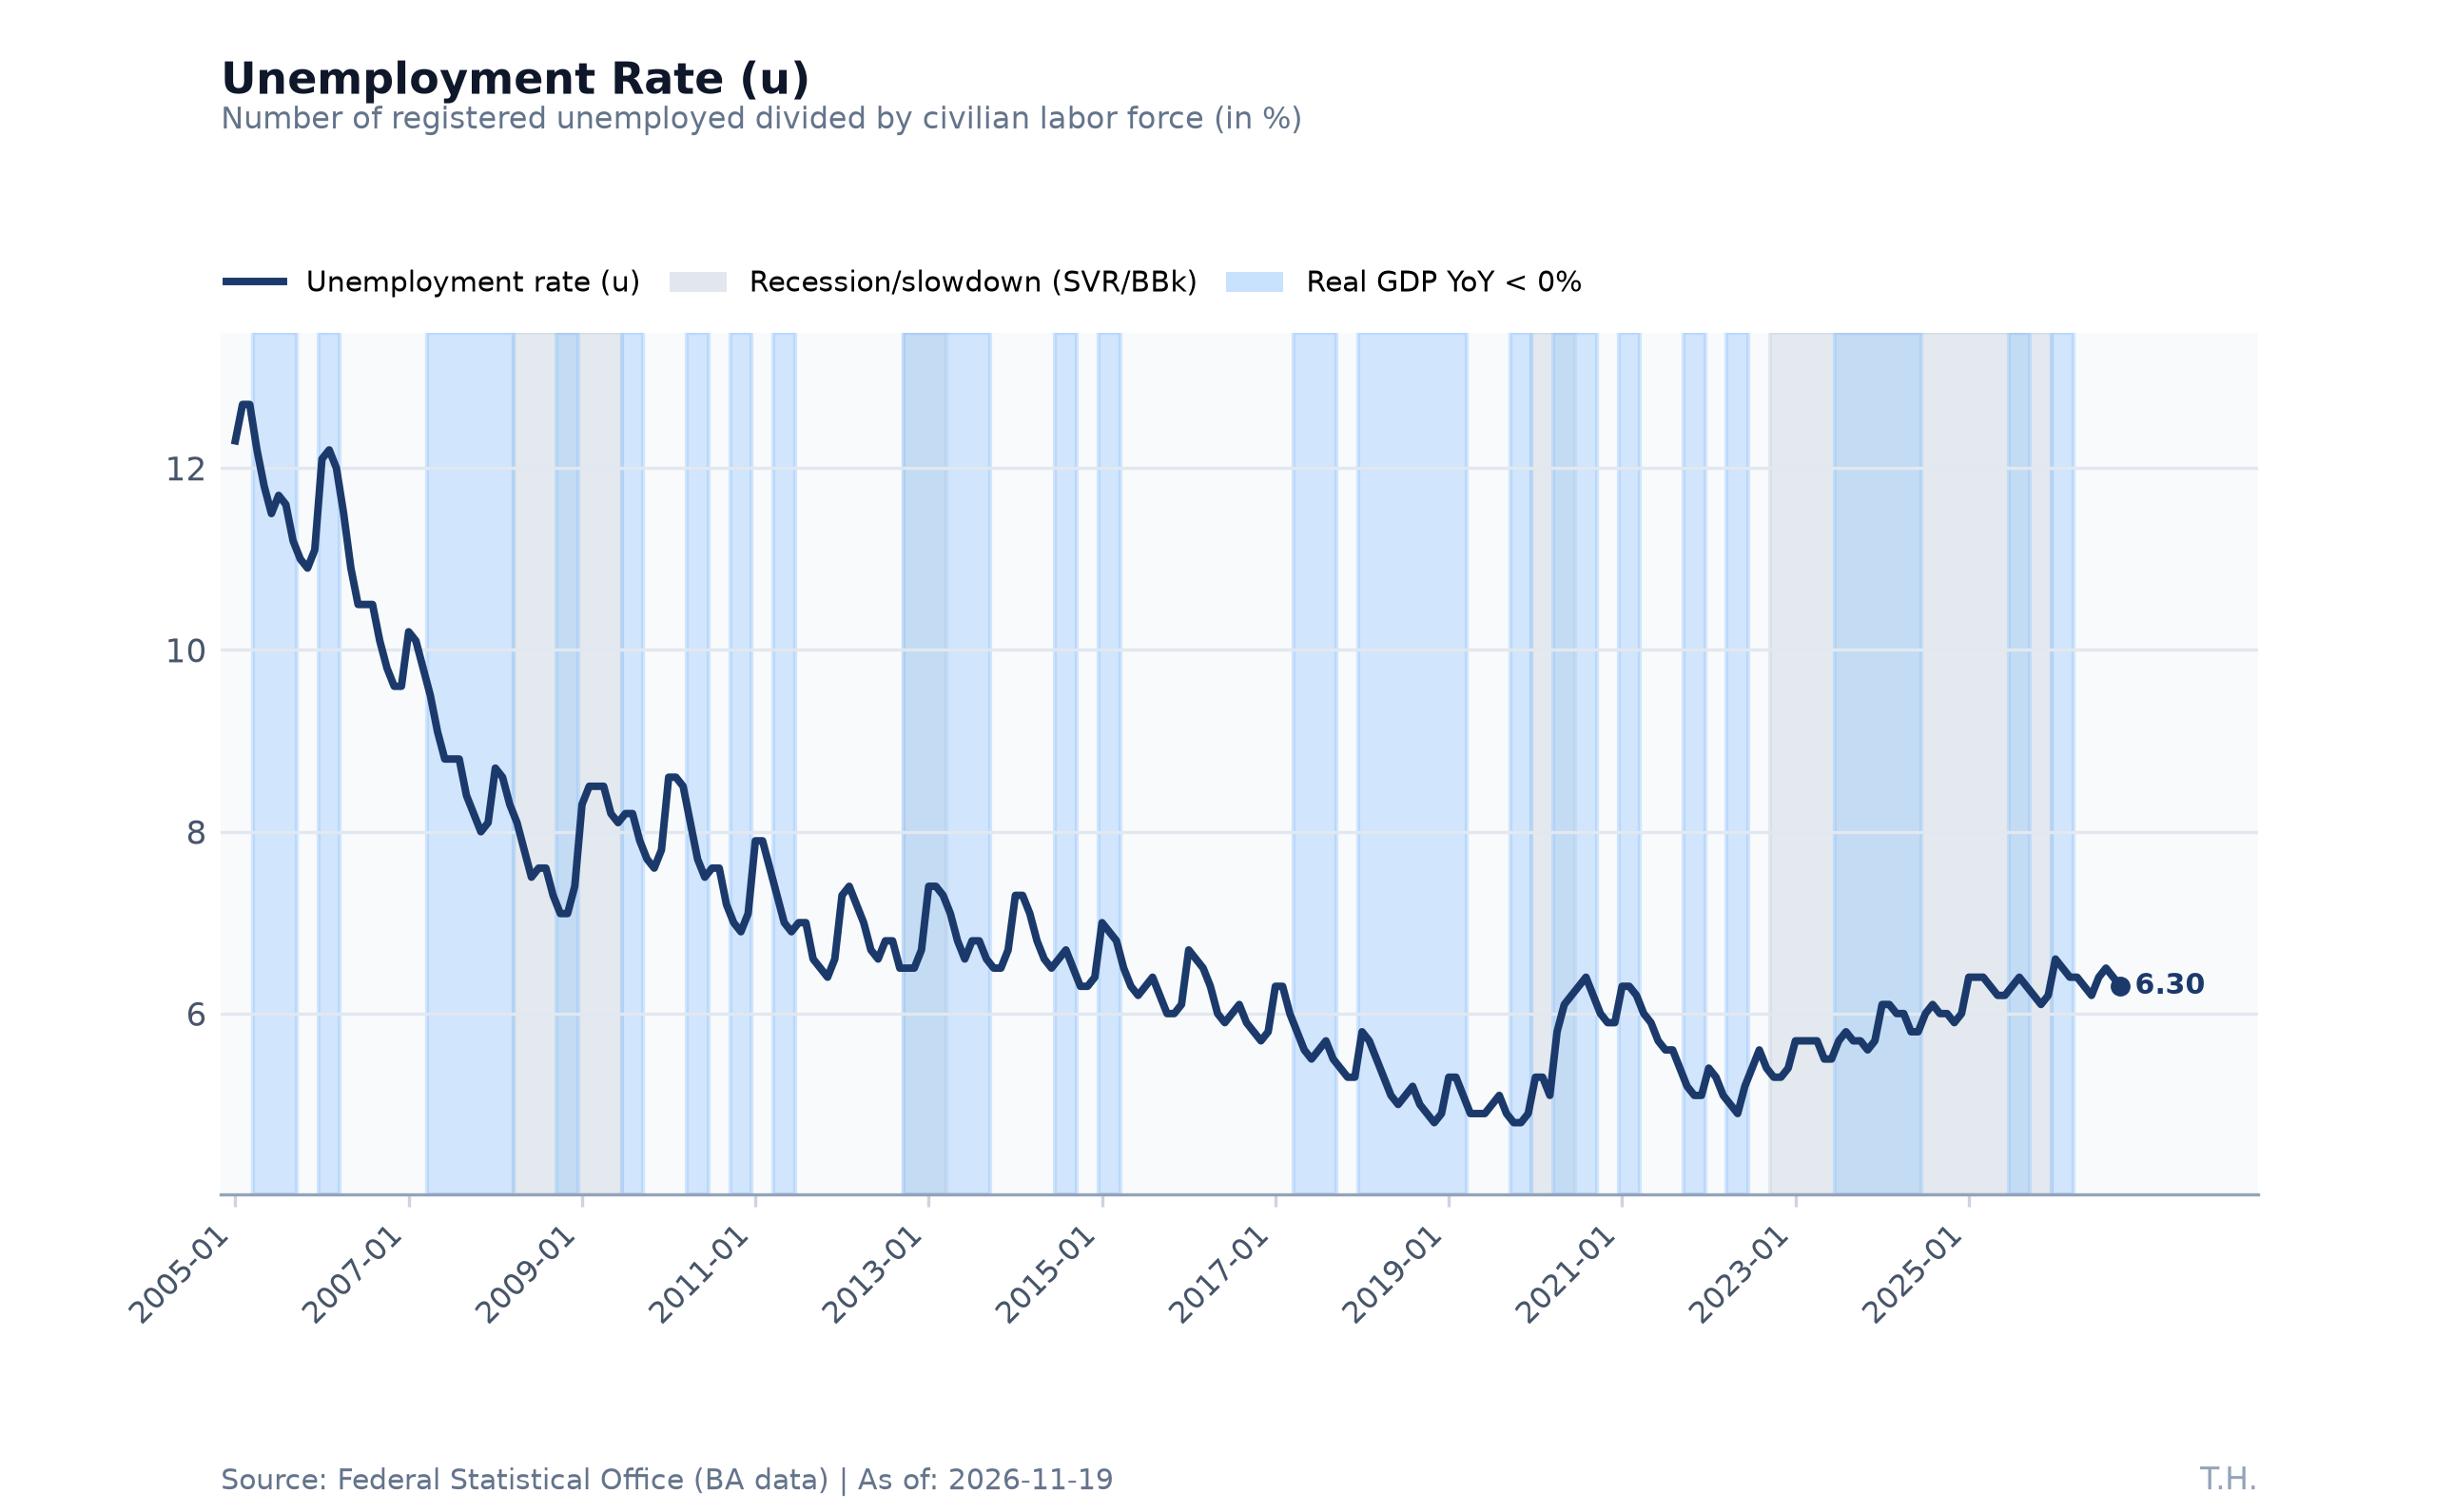 Unemployment Rate (u)
Number of registered unemployed divided by civilian labor force (in %)
Unemployment rate (u) Recession/slowdown (SVR/BBk) Real GDP YoY < 0%
12
10
8
6
6.30
2005-01 2007-01 2009-01 2011-01 2013-01 2015-01 2017-01 2019-01 2021-01 2023-01 2025-01
Source: Federal Statistical Office (BA data) | As of: 2026-11-19
T.H.